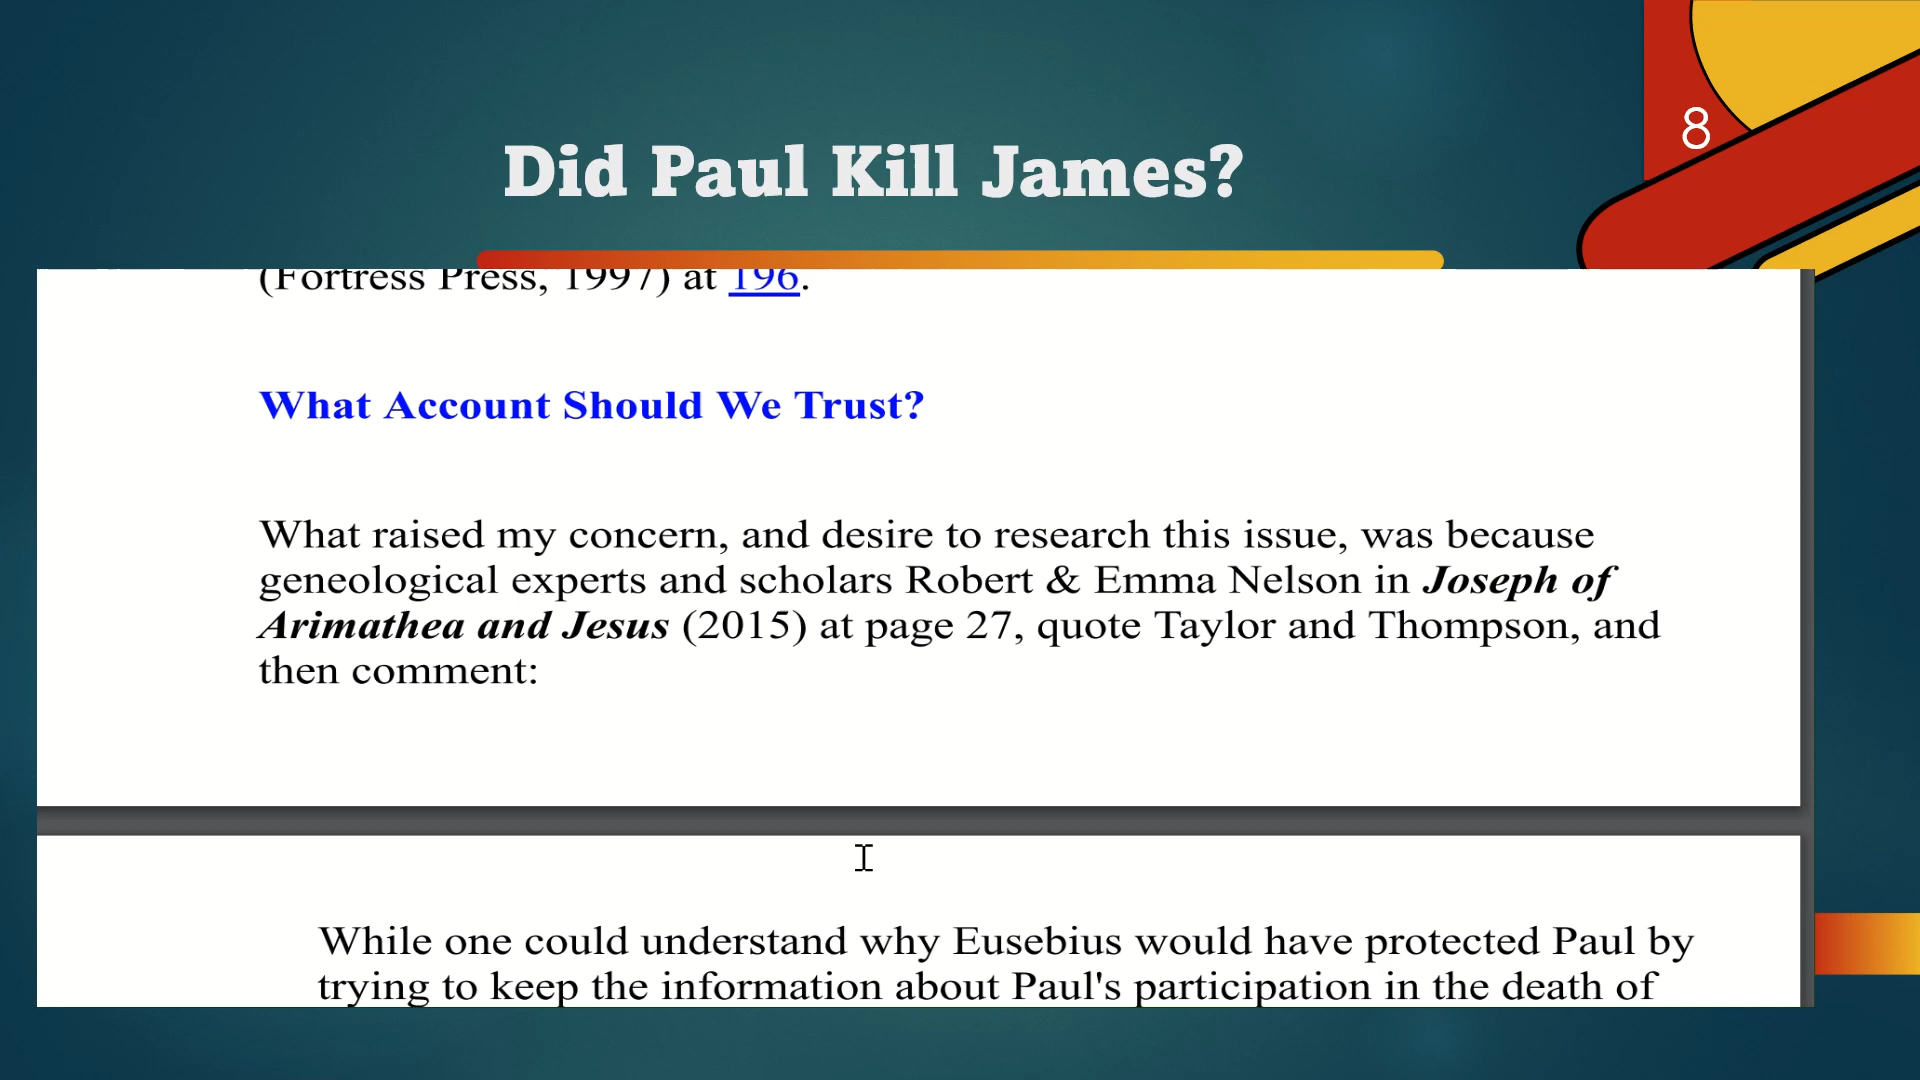 8
Did Paul Kill James?
(Fortress Press, 1997) at 196.
What Account Should We Trust?
What raised my concern, and desire to research this issue, was because
geneological experts and scholars Robert & Emma Nelson in Joseph of
Arimathea and Jesus (2015) at page 27, quote Taylor and Thompson, and
then comment:
While one could understand why Eusebius would have protected Paul by
trying to keep the information about Paul's participation in the death of